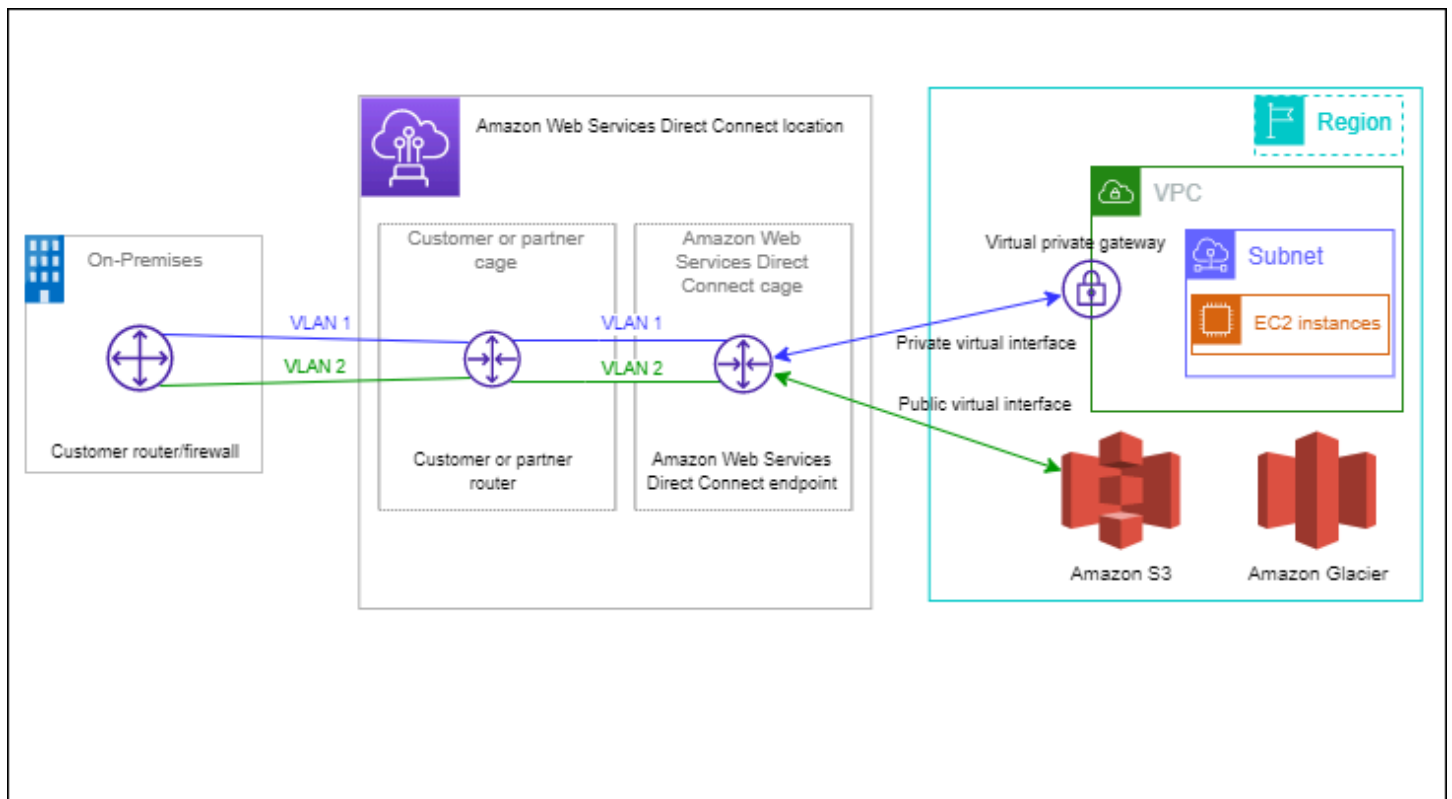 Amazon Web Services Direct Connect location
Region
VPC
Customer or partner
cage
Amazon Web
Services Direct
Connect cage
Virtual private gateway
Subnet
On-Premises
EC2 instances
VLAN 1
VLAN 1
Private virtual interface
VLAN 2
VLAN 2
Public virtual interface
Customer router/firewall
Customer or partner
router
Amazon Web Services
Direct Connect endpoint
Amazon S3
Amazon Glacier